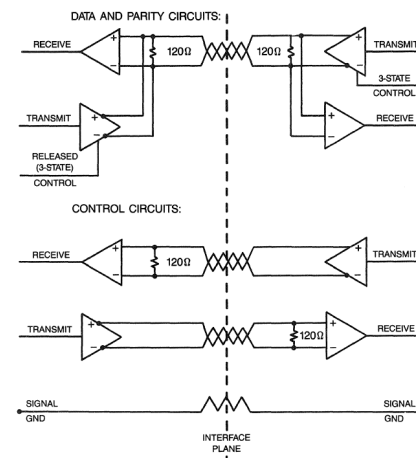 DATA AND PARITY CIRCUITS:
RECEIVE
+
−
120Ω
120Ω
+
−
TRANSMIT
3-STATE
CONTROL
TRANSMIT
+
−
+
−
RECEIVE
RELEASED
(3-STATE)
CONTROL
CONTROL CIRCUITS:
RECEIVE
+
−
120Ω
+
−
TRANSMIT
TRANSMIT
+
−
120Ω
+
−
RECEIVE
SIGNAL
GND
SIGNAL
GND
INTERFACE
PLANE